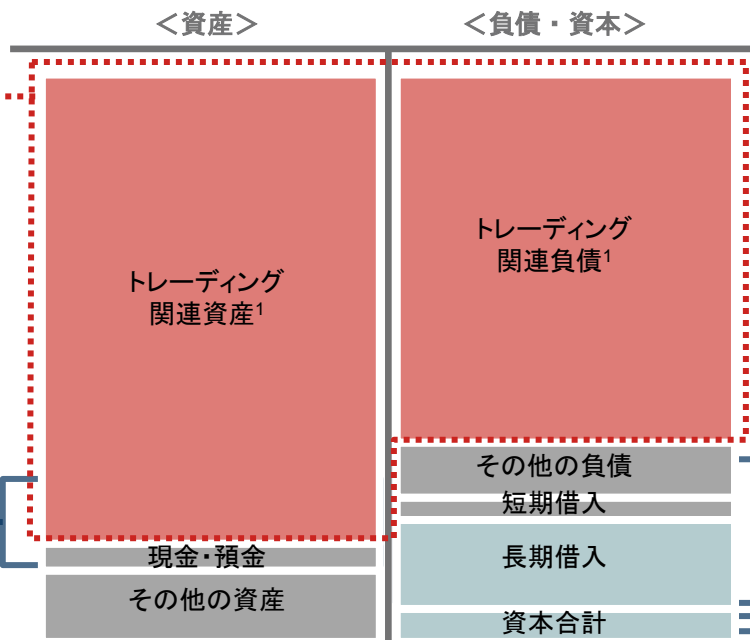 ＜資産＞
＜負債・資本＞
トレーディング
関連資産1
現金・預金
その他の資産
トレーディング
関連負債1
その他の負債
短期借入
長期借入
資本合計